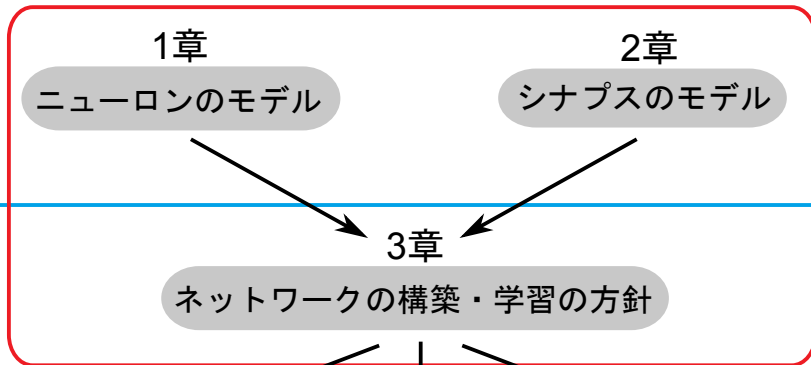 1章
ニューロンのモデル
2章
シナプスのモデル
3章
ネットワークの構築・学習の方針